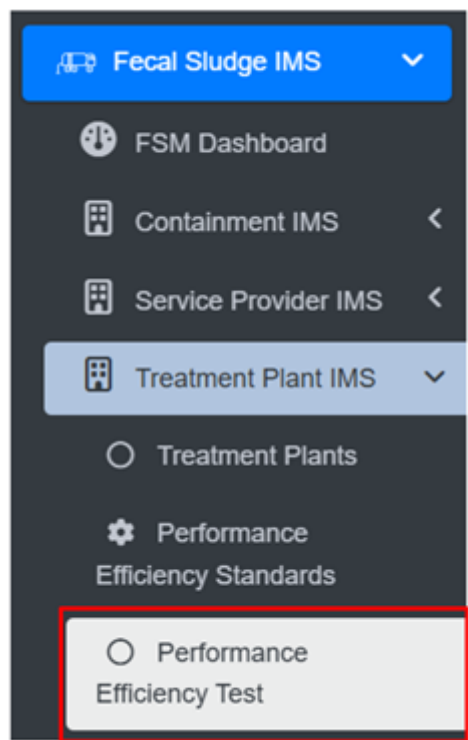 Fecal Sludge IMS
FSM Dashboard
Containment IMS
Service Provider IMS
Treatment Plant IMS
Treatment Plants
Performance
Efficiency Standards
Performance
Efficiency Test